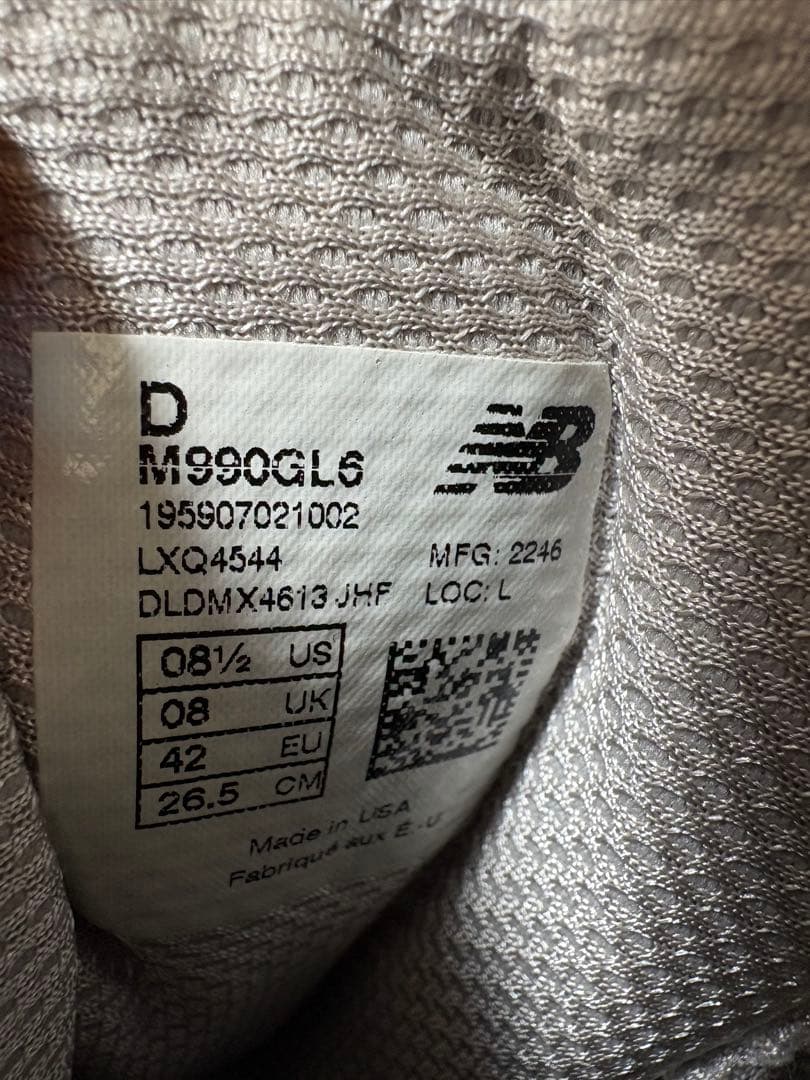 D
NB
M990GL6
195907021002
LXQ4544 MFG: 2246
DLDMX4613 JHF LOC: L
08½ US
08 UK
42 EU
26.5 CM
Made in USA
Fabriqué aux É.-U